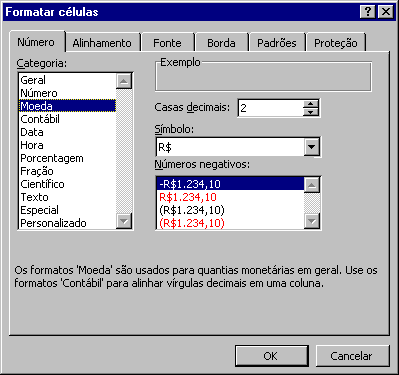 Formatar células
Número Alinhamento Fonte Borda Padrões Proteção
Categoria:
Geral
Número
Moeda
Contábil
Data
Hora
Porcentagem
Fração
Científico
Texto
Especial
Personalizado
Exemplo
Casas decimais: 2
Símbolo:
R$
Números negativos:
-R$1.234,10
R$1.234,10
(R$1.234,10)
(R$1.234,10)
Os formatos 'Moeda' são usados para quantias monetárias em geral. Use os
formatos 'Contábil' para alinhar vírgulas decimais em uma coluna.
OK Cancelar